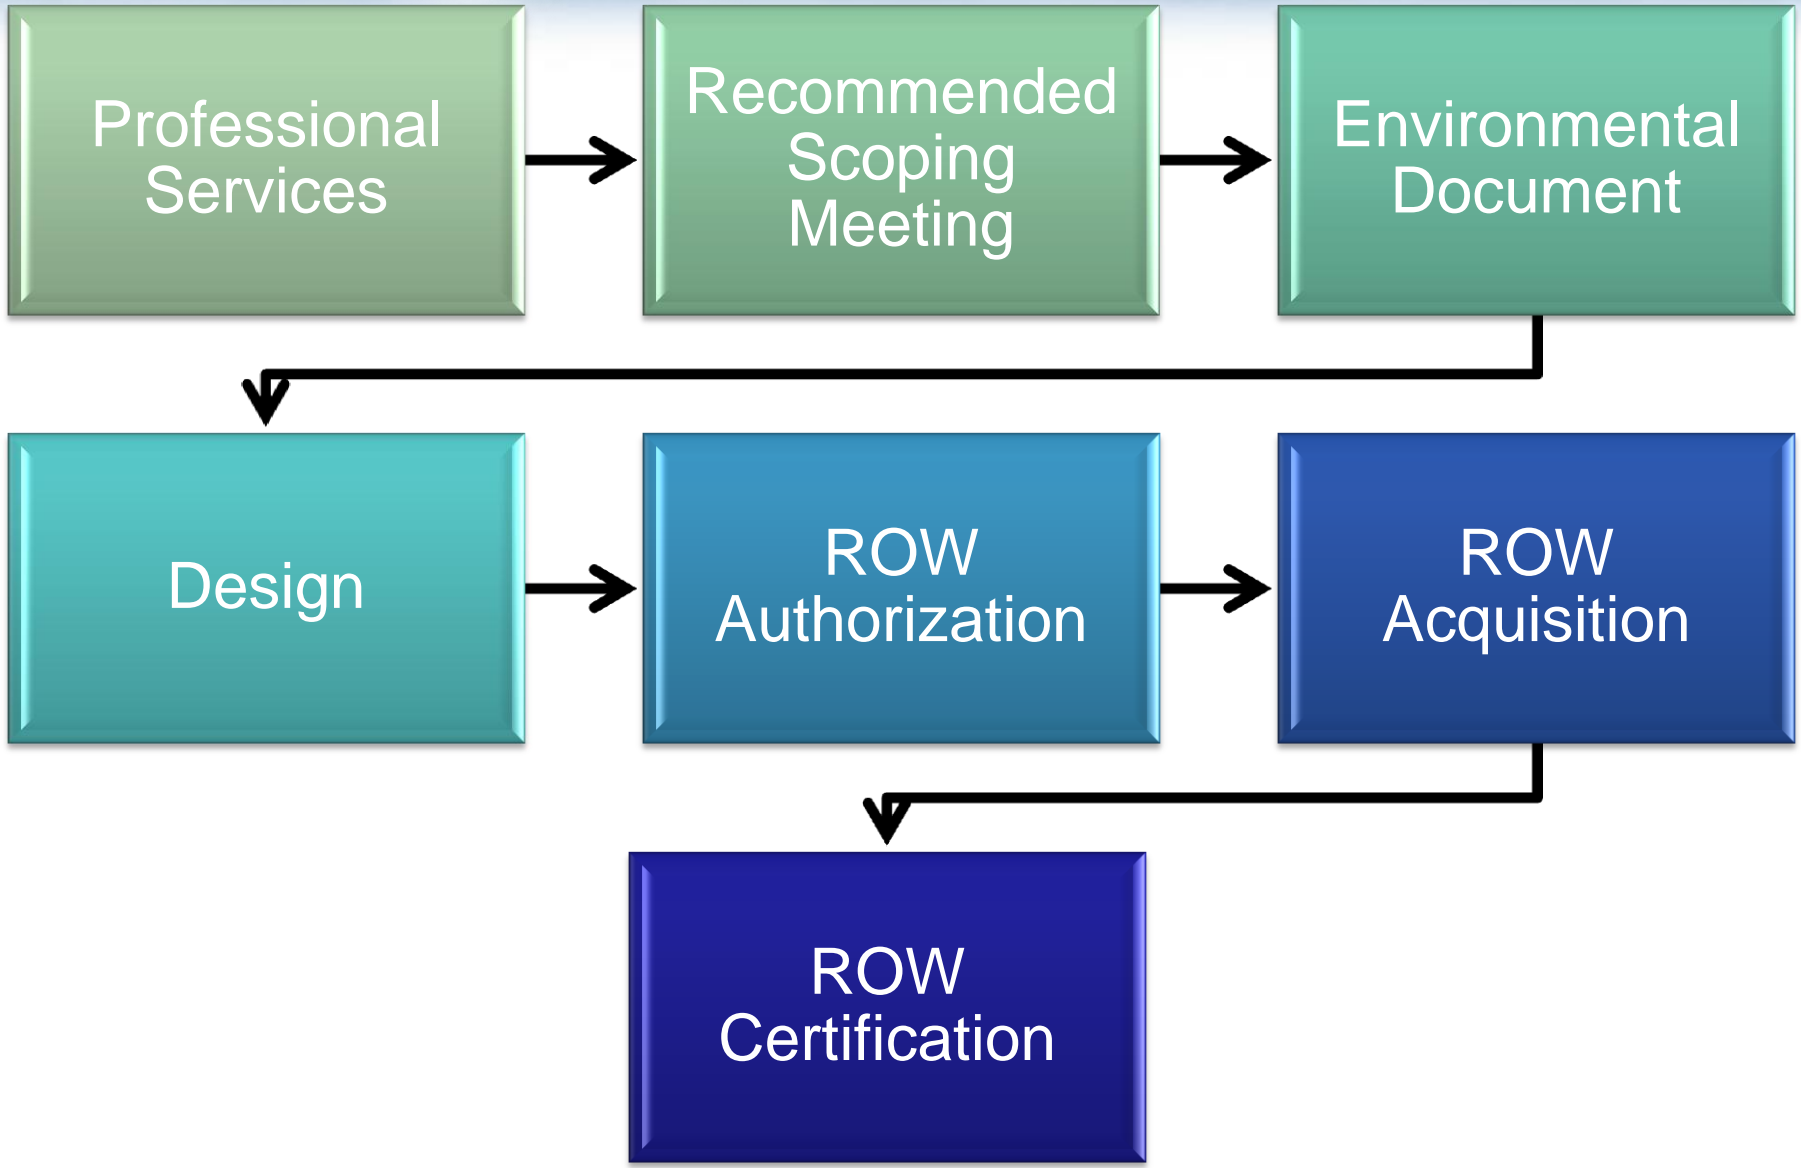 Professional
Services
Recommended
Scoping
Meeting
Environmental
Document
Design
ROW
Authorization
ROW
Acquisition
ROW
Certification